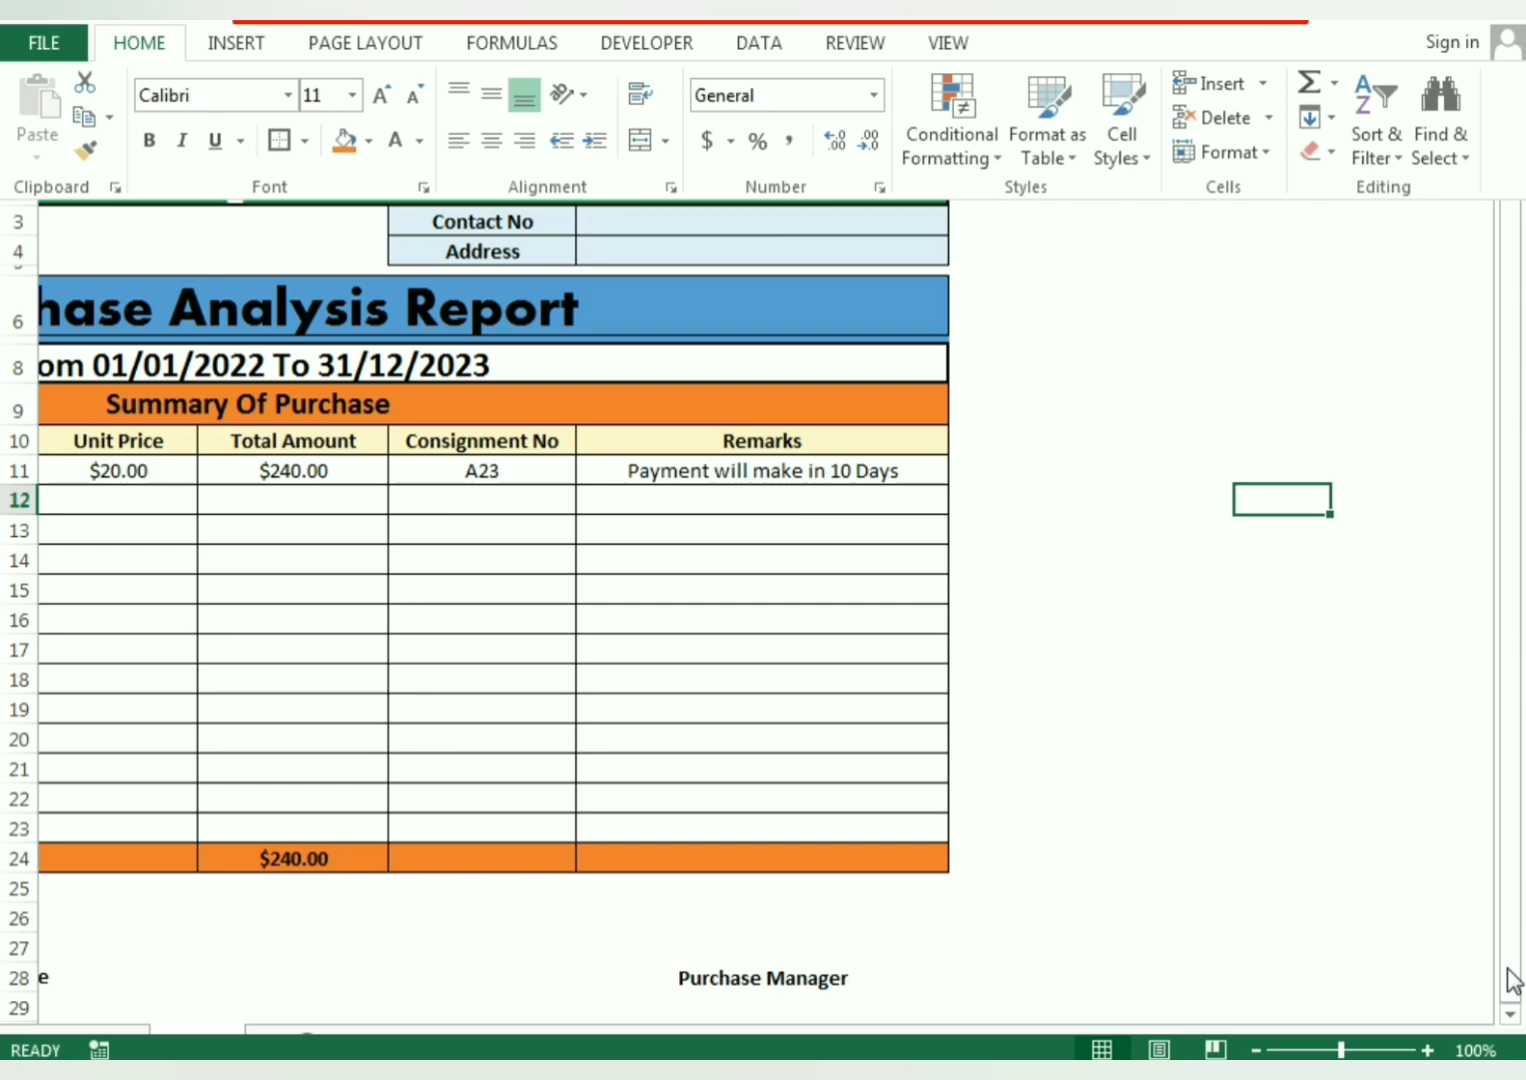 FILE HOME INSERT PAGE LAYOUT FORMULAS DEVELOPER DATA REVIEW VIEW Sign in
Paste
Clipboard
Calibri 11
B I U A
Font
Alignment
General
$ % , .0 .00 .00 .0
Number
Conditional Formatting
Format as Table
Cell Styles
Styles
Insert
Delete
Format
Cells
Σ
Sort & Filter
Find & Select
Editing
3 Contact No
4 Address
6 hase Analysis Report
8 om 01/01/2022 To 31/12/2023
9 Summary Of Purchase
10 Unit Price Total Amount Consignment No Remarks
11 $20.00 $240.00 A23 Payment will make in 10 Days
12
13
14
15
16
17
18
19
20
21
22
23
24 $240.00
25
26
27
28 e Purchase Manager
29
READY 100%